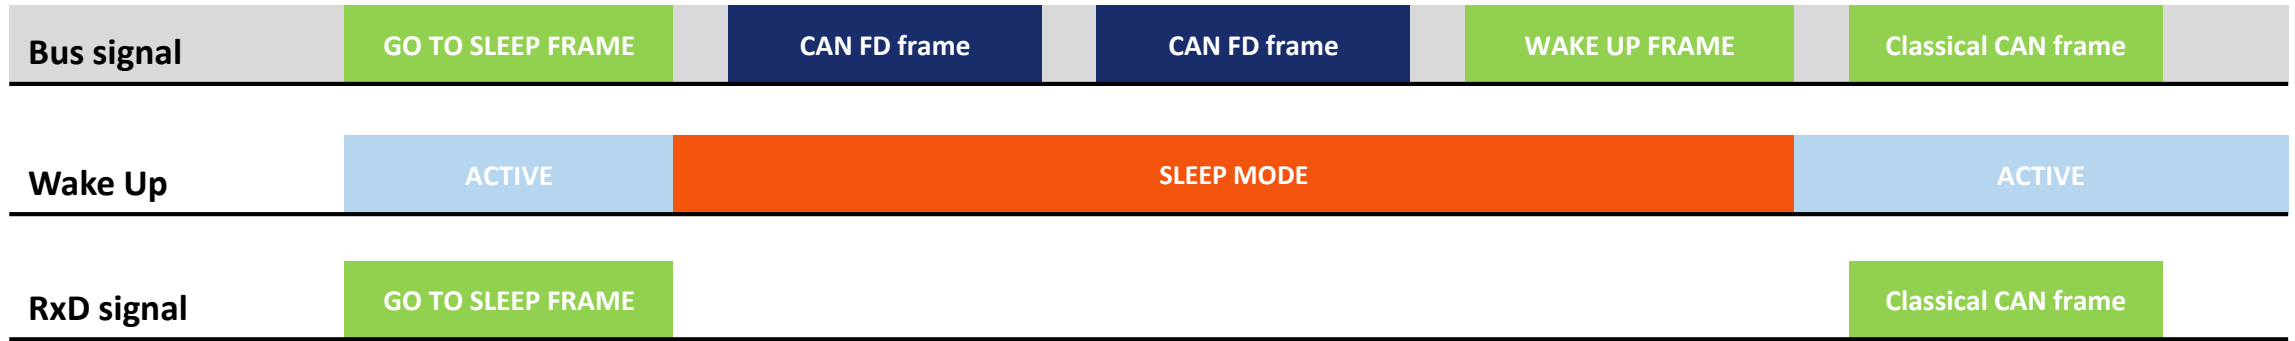 Bus signal
GO TO SLEEP FRAME
CAN FD frame
CAN FD frame
WAKE UP FRAME
Classical CAN frame
Wake Up
ACTIVE
SLEEP MODE
ACTIVE
RxD signal
GO TO SLEEP FRAME
Classical CAN frame